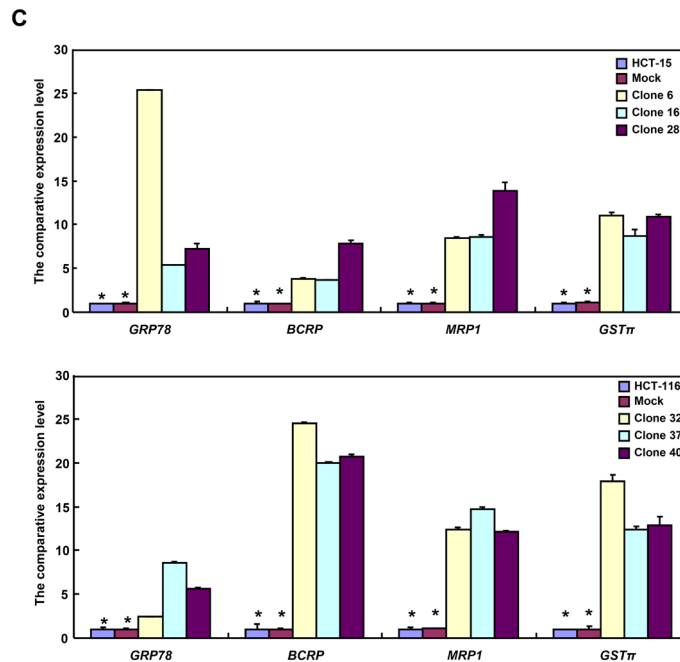 C
The comparative expression level
30
25
20
15
10
5
0
HCT-15
Mock
Clone 6
Clone 16
Clone 28
* * * * * * * *
GRP78 BCRP MRP1 GSTπ
The comparative expression level
30
25
20
15
10
5
0
HCT-116
Mock
Clone 32
Clone 37
Clone 40
* * * * * * * *
GRP78 BCRP MRP1 GSTπ